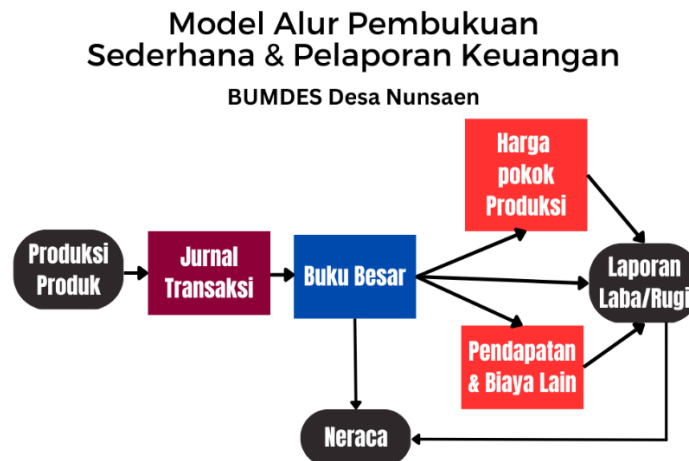 Model Alur Pembukuan
Sederhana & Pelaporan Keuangan
BUMDES Desa Nunsaen
Harga
pokok
Produksi
Produksi
Produk
Jurnal
Transaksi
Buku Besar
Laporan
Laba/Rugi
Pendapatan
& Biaya Lain
Neraca